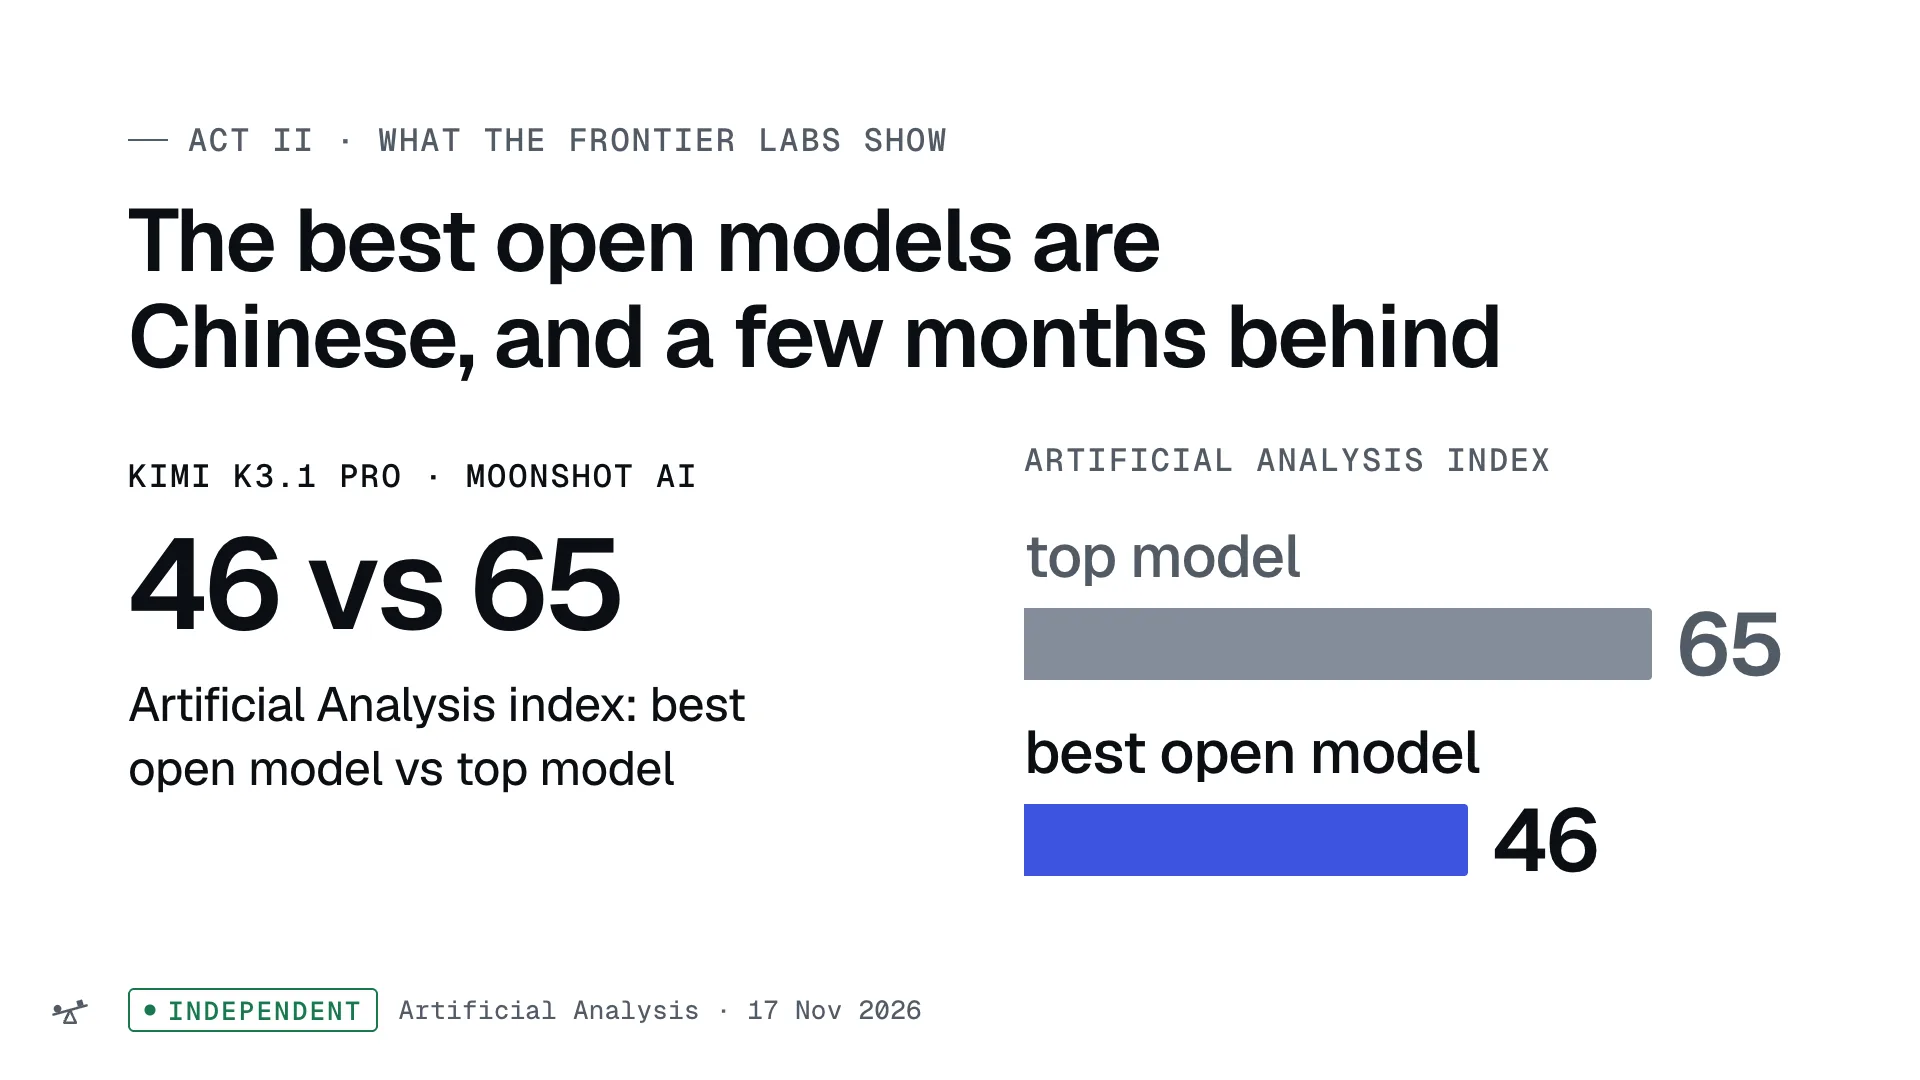 ACT II · WHAT THE FRONTIER LABS SHOW
The best open models are
Chinese, and a few months behind
KIMI K3.1 PRO · MOONSHOT AI
46 vs 65
Artificial Analysis index: best
open model vs top model
ARTIFICIAL ANALYSIS INDEX
top model
65
best open model
46
INDEPENDENT
Artificial Analysis · 17 Nov 2026